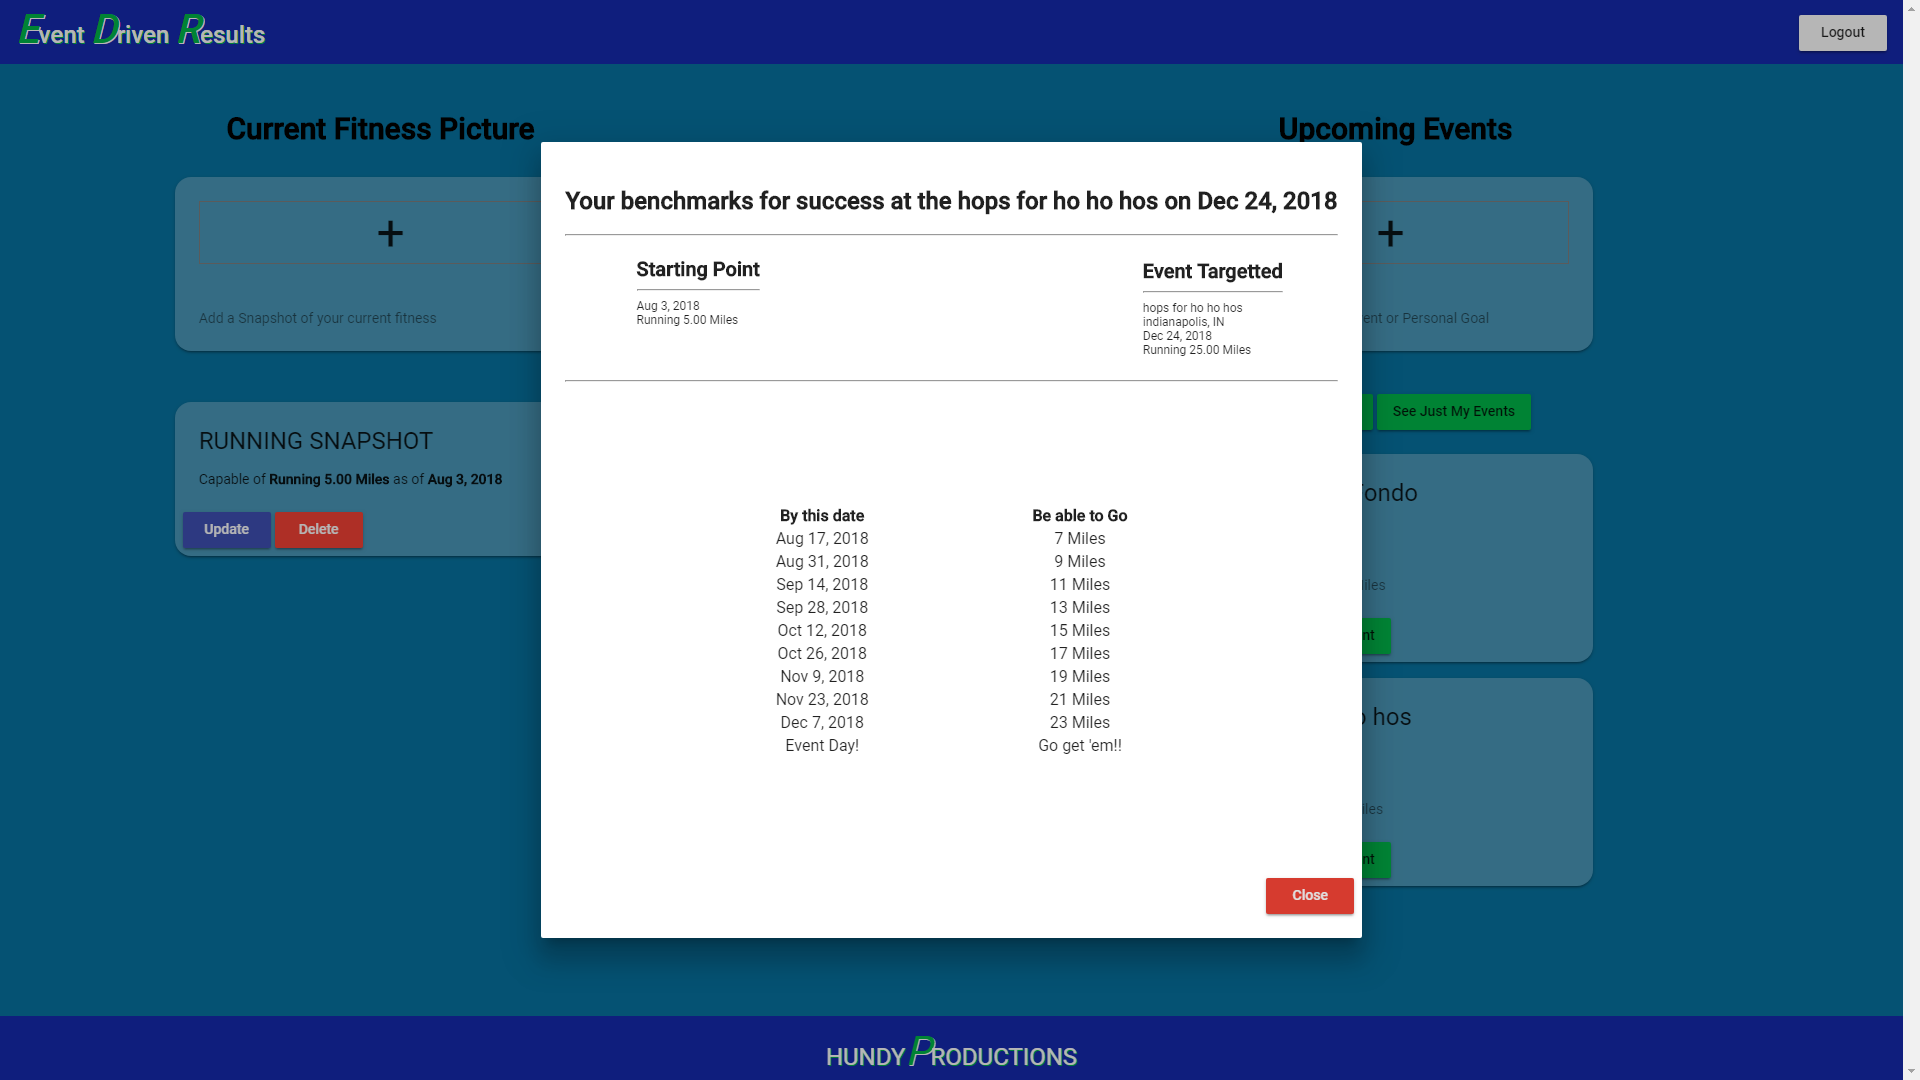 Event Driven Results
Logout
Current Fitness Picture
Upcoming Events
+
Add a Snapshot of your current fitness
RUNNING SNAPSHOT
Capable of Running 5.00 Miles as of Aug 3, 2018
Update
Delete
Your benchmarks for success at the hops for ho ho hos on Dec 24, 2018
Starting Point
Aug 3, 2018
Running 5.00 Miles
Event Targetted
hops for ho ho hos
indianapolis, IN
Dec 24, 2018
Running 25.00 Miles
By this date Be able to Go
Aug 17, 2018 7 Miles
Aug 31, 2018 9 Miles
Sep 14, 2018 11 Miles
Sep 28, 2018 13 Miles
Oct 12, 2018 15 Miles
Oct 26, 2018 17 Miles
Nov 9, 2018 19 Miles
Nov 23, 2018 21 Miles
Dec 7, 2018 23 Miles
Event Day! Go get 'em!!
Close
+
or Personal Goal
See Just My Events
hos
HUNDY PRODUCTIONS